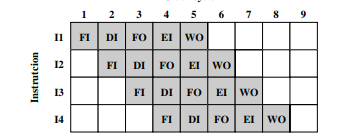 1 2 3 4 5 6 7 8 9
I1 FI DI FO EI WO
I2 FI DI FO EI WO
I3 FI DI FO EI WO
I4 FI DI FO EI WO
Instrutcion